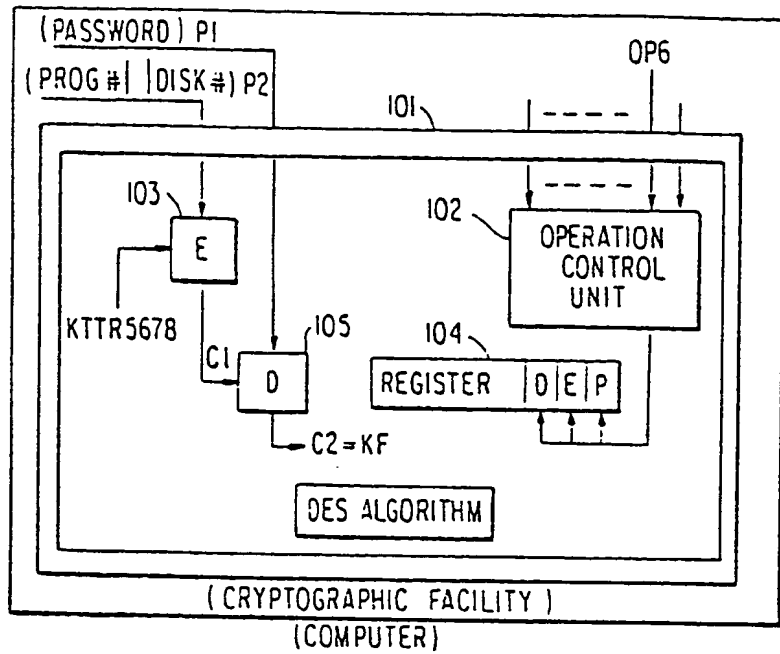 (PASSWORD) P1
(PROG #| |DISK #) P2
OP6
101
103
102
E
OPERATION
CONTROL
UNIT
KTTR5678
105
104
C1
D
REGISTER |D|E|P
C2=KF
DES ALGORITHM
(CRYPTOGRAPHIC FACILITY)
(COMPUTER)